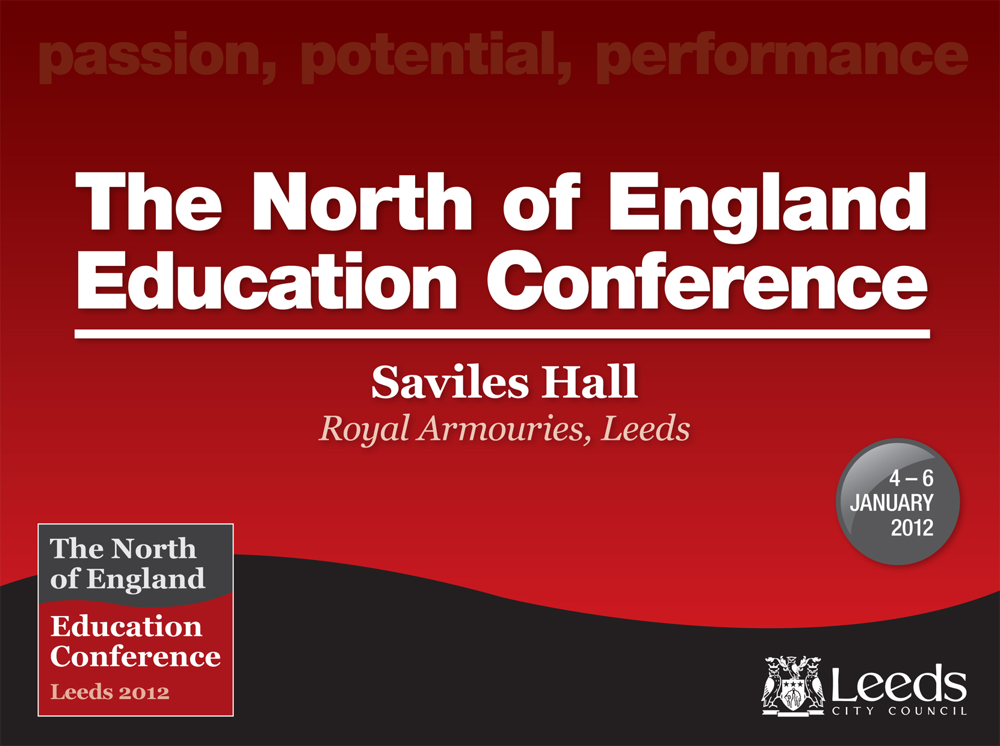 passion, potential, performance
The North of England
Education Conference
Saviles Hall
Royal Armouries, Leeds
4 – 6
JANUARY
2012
The North
of England
Education
Conference
Leeds 2012
Leeds
CITY COUNCIL